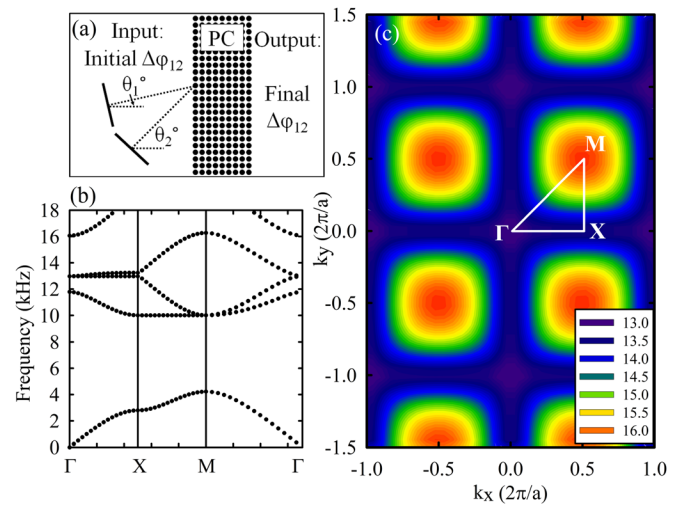 (a)
Input:
PC
Output:
Initial Δφ12
θ1°
θ2°
Final
Δφ12
(b)
18
16
14
12
10
8
6
4
2
0
Frequency (kHz)
Γ X M Γ
(c)
1.5
1.0
0.5
0.0
-0.5
-1.0
-1.5
ky (2π/a)
M
Γ
X
13.0
13.5
14.0
14.5
15.0
15.5
16.0
-1.0 -0.5 0.0 0.5 1.0
kx (2π/a)